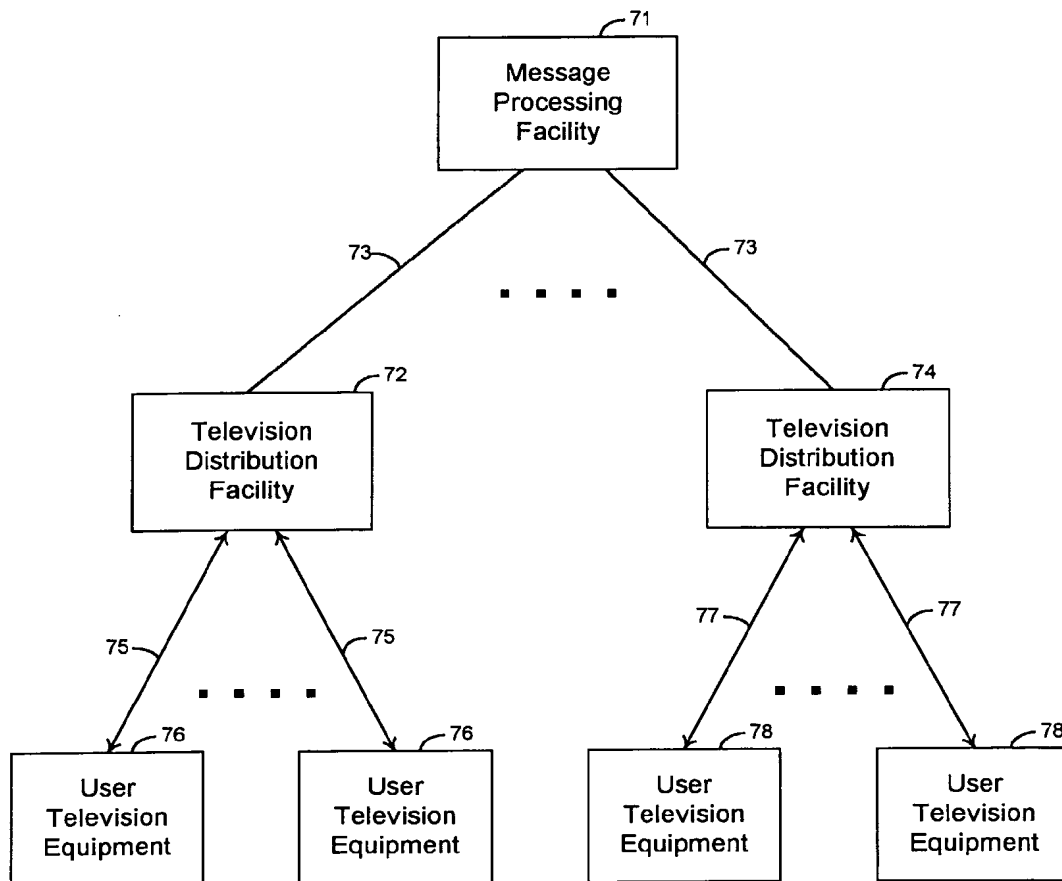 71
Message
Processing
Facility
73
73
72
74
Television
Distribution
Facility
Television
Distribution
Facility
75
75
77
77
76
76
78
78
User
Television
Equipment
User
Television
Equipment
User
Television
Equipment
User
Television
Equipment